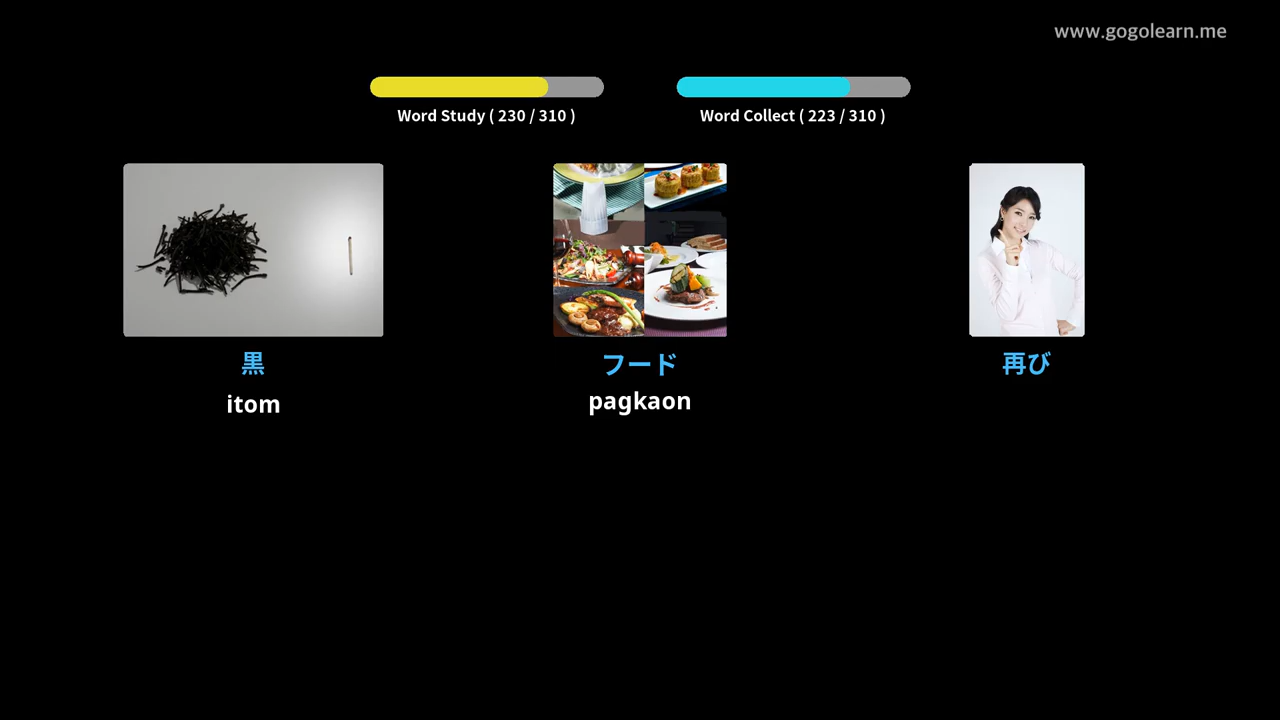 www.gogolearn.me
Word Study ( 230 / 310 )
Word Collect ( 223 / 310 )
黒
itom
フード
pagkaon
再び